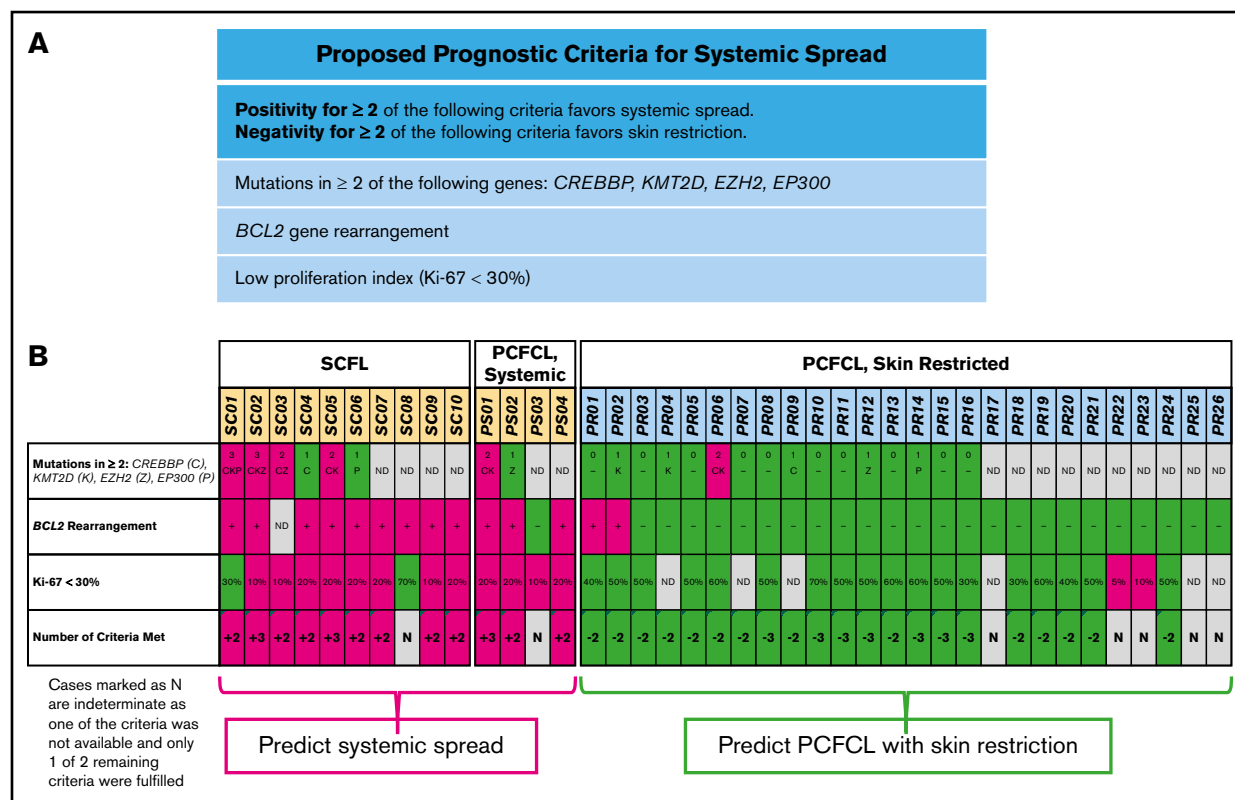 A
Proposed Prognostic Criteria for Systemic Spread
Positivity for ≥ 2 of the following criteria favors systemic spread.
Negativity for ≥ 2 of the following criteria favors skin restriction.
Mutations in ≥ 2 of the following genes: CREBBP, KMT2D, EZH2, EP300
BCL2 gene rearrangement
Low proliferation index (Ki-67 < 30%)
B
SCFL
PCFCL,
Systemic
PCFCL, Skin Restricted
SC01 SC02 SC03 SC04 SC05 SC06 SC07 SC08 SC09 SC10 PS01 PS02 PS03 PS04 PR01 PR02 PR03 PR04 PR05 PR06 PR07 PR08 PR09 PR10 PR11 PR12 PR13 PR14 PR15 PR16 PR17 PR18 PR19 PR20 PR21 PR22 PR23 PR24 PR25 PR26
Mutations in ≥ 2: CREBBP (C),
KMT2D (K), EZH2 (Z), EP300 (P)
3 3 2 1 2 1 ND ND ND ND 2 1 ND ND 0 1 0 1 0 2 0 0 1 0 0 1 0 1 0 0 ND ND ND ND ND ND ND ND ND ND
CKP CKZ CZ C CK P CK Z – K – K – CK – – C – – Z – P – –
BCL2 Rearrangement + + ND + + + + + + + + + – + + + – – – – – – – – – – – – – – – – – – – – – – – –
Ki-67 < 30% 30% 10% 10% 20% 20% 20% 20% 70% 10% 20% 20% 20% 10% 20% 40% 50% 50% ND 50% 60% ND 50% ND 70% 50% 50% 60% 60% 50% 30% ND 30% 60% 40% 50% 5% 10% 50% ND ND
Number of Criteria Met +2 +3 +2 +2 +3 +2 +2 N +2 +2 +3 +2 N +2 -2 -2 -2 -2 -3 -2 -2 -3 -2 -3 -3 -3 -3 -3 -3 -3 N -2 -2 -2 -2 N N -2 N N
Cases marked as N
are indeterminate as
one of the criteria was
not available and only
1 of 2 remaining
criteria were fulfilled
Predict systemic spread
Predict PCFCL with skin restriction